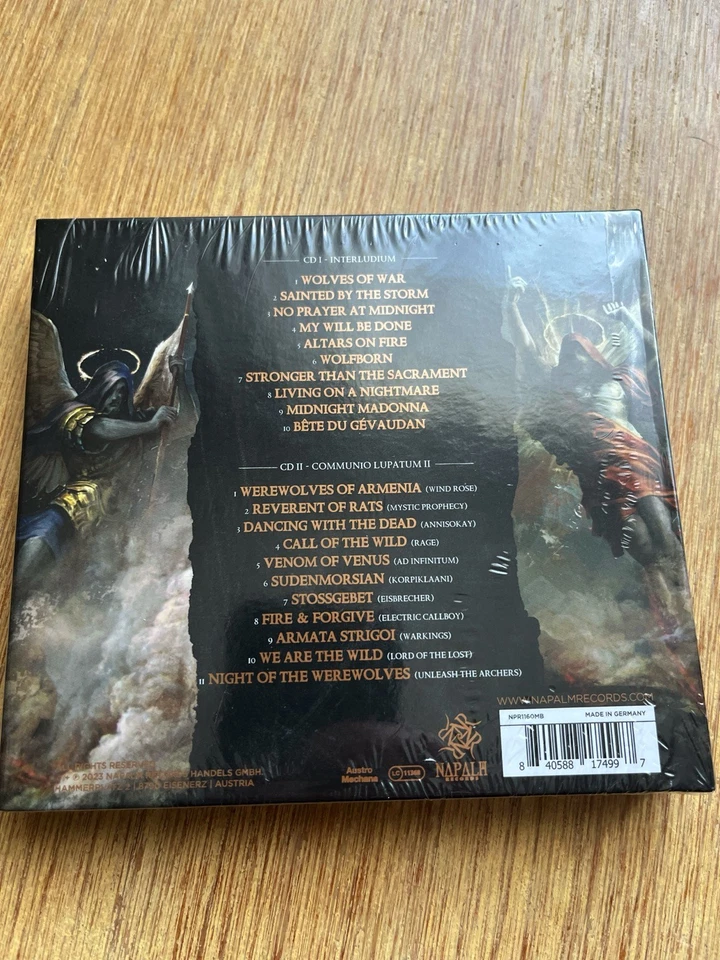 CD I - INTERLUDIUM
1 WOLVES OF WAR
2 SAINTED BY THE STORM
3 NO PRAYER AT MIDNIGHT
4 MY WILL BE DONE
5 ALTARS ON FIRE
6 WOLFBORN
7 STRONGER THAN THE SACRAMENT
8 LIVING ON A NIGHTMARE
9 MIDNIGHT MADONNA
10 BÊTE DU GÉVAUDAN
CD II - COMMUNIO LUPATUM II
1 WEREWOLVES OF ARMENIA (WIND ROSE)
2 REVERENT OF RATS (MYSTIC PROPHECY)
3 DANCING WITH THE DEAD (ANNISOKAY)
4 CALL OF THE WILD (RAGE)
5 VENOM OF VENUS (AD INFINITUM)
6 SUDENMORSIAN (KORPIKLAANI)
7 STOSSGEBET (EISBRECHER)
8 FIRE & FORGIVE (ELECTRIC CALLBOY)
9 ARMATA STRIGOI (WARKINGS)
10 WE ARE THE WILD (LORD OF THE LOST)
11 NIGHT OF THE WEREWOLVES (UNLEASH THE ARCHERS)
WWW.NAPALMRECORDS.COM
NPR1160MB MADE IN GERMANY
8 40588 17499 7
RIGHTS RESERVED
℗ 2023 HANDELS GMBH.
EISENERZ | AUSTRIA
Austro
Mechana
LC 11388
NAPALM
RECORDS